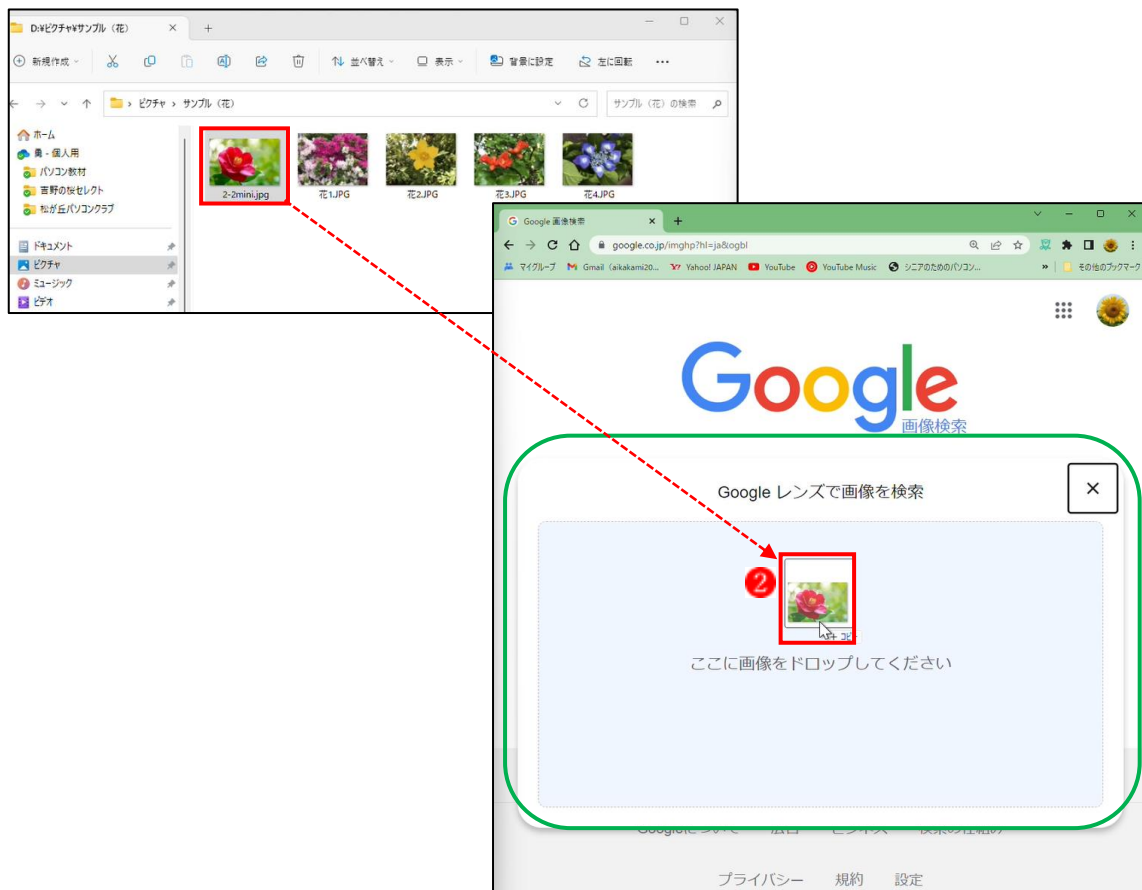 D:¥ピクチャ¥サンプル（花）
新規作成
並べ替え
表示
背景に設定
左に回転
ピクチャ › サンプル（花）
サンプル（花）の検索
ホーム
勇 - 個人用
パソコン教材
吉野の桜セレクト
松が丘パソコンクラブ
ドキュメント
ピクチャ
ミュージック
ビデオ
2-2mini.jpg
花1.JPG
花2.JPG
花3.JPG
花4.JPG
Google 画像検索
google.co.jp/imghp?hl=ja&ogbl
マイグループ
Gmail (aikakami20...
Yahoo! JAPAN
YouTube
YouTube Music
シニアのためのパソコン...
その他のブックマーク
Google
画像検索
Google レンズで画像を検索
2
ここに画像をドロップしてください
プライバシー 規約 設定